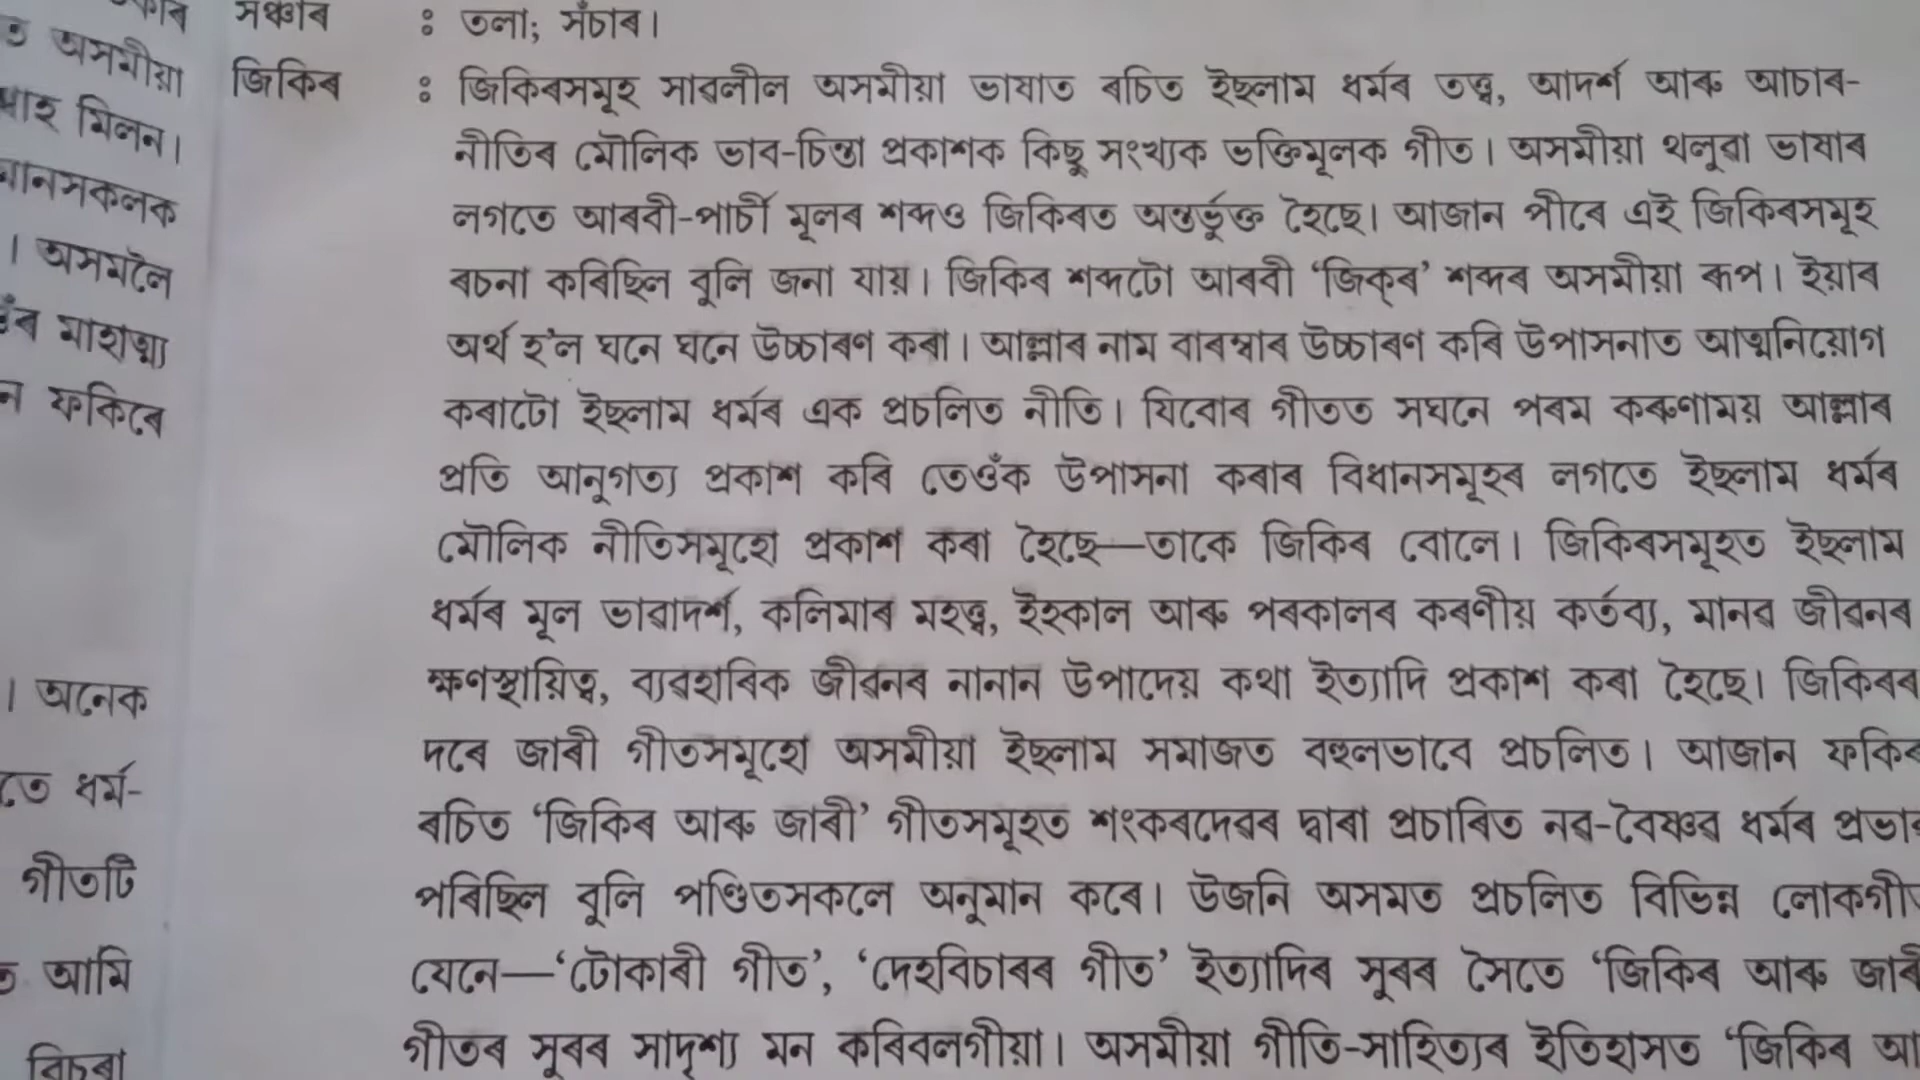 অসমীয়া
মিলন।
মানসকলক
। অসমলৈ
মাহাত্ম্য
ফকিৰে
। অনেক
ধৰ্ম-
গীতটি
আমি
বিচৰা
সঞ্চাৰ : তলা; সঁচাৰ।
জিকিৰ : জিকিৰসমূহ সাৱলীল অসমীয়া ভাষাত ৰচিত ইছলাম ধৰ্মৰ তত্ত্ব, আদৰ্শ আৰু আচাৰ-
নীতিৰ মৌলিক ভাব-চিন্তা প্ৰকাশক কিছু সংখ্যক ভক্তিমূলক গীত। অসমীয়া থলুৱা ভাষাৰ
লগতে আৰবী-পাৰ্চী মূলৰ শব্দও জিকিৰত অন্তৰ্ভুক্ত হৈছে। আজান পীৰে এই জিকিৰসমূহ
ৰচনা কৰিছিল বুলি জনা যায়। জিকিৰ শব্দটো আৰবী ‘জিক্‌ৰ’ শব্দৰ অসমীয়া ৰূপ। ইয়াৰ
অৰ্থ হ’ল ঘনে ঘনে উচ্চাৰণ কৰা। আল্লাৰ নাম বাৰম্বাৰ উচ্চাৰণ কৰি উপাসনাত আত্মনিয়োগ
কৰাটো ইছলাম ধৰ্মৰ এক প্ৰচলিত নীতি। যিবোৰ গীতত সঘনে পৰম কৰুণাময় আল্লাৰ
প্ৰতি আনুগত্য প্ৰকাশ কৰি তেওঁক উপাসনা কৰাৰ বিধানসমূহৰ লগতে ইছলাম ধৰ্মৰ
মৌলিক নীতিসমূহো প্ৰকাশ কৰা হৈছে—তাকে জিকিৰ বোলে। জিকিৰসমূহত ইছলাম
ধৰ্মৰ মূল ভাৱাদৰ্শ, কলিমাৰ মহত্ত্ব, ইহকাল আৰু পৰকালৰ কৰণীয় কৰ্তব্য, মানৱ জীৱনৰ
ক্ষণস্থায়িত্ব, ব্যৱহাৰিক জীৱনৰ নানান উপাদেয় কথা ইত্যাদি প্ৰকাশ কৰা হৈছে। জিকিৰৰ
দৰে জাৰী গীতসমূহো অসমীয়া ইছলাম সমাজত বহুলভাবে প্ৰচলিত। আজান ফকিৰ
ৰচিত ‘জিকিৰ আৰু জাৰী’ গীতসমূহত শংকৰদেৱৰ দ্বাৰা প্ৰচাৰিত নৱ-বৈষ্ণৱ ধৰ্মৰ
পৰিছিল বুলি পণ্ডিতসকলে অনুমান কৰে। উজনি অসমত প্ৰচলিত বিভিন্ন
যেনে—‘টোকাৰী গীত’, ‘দেহবিচাৰৰ গীত’ ইত্যাদিৰ সুৰৰ সৈতে ‘জিকিৰ আৰু
গীতৰ সুৰৰ সাদৃশ্য মন কৰিবলগীয়া। অসমীয়া গীতি-সাহিত্যৰ ইতিহাসত ‘জিকিৰ